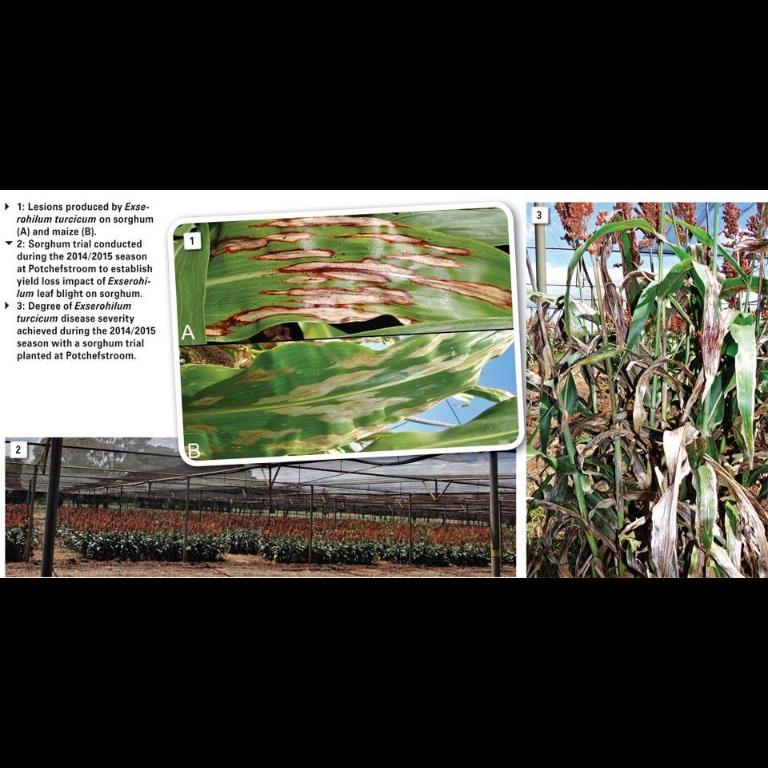 1: Lesions produced by Exse-
rohilum turcicum on sorghum
(A) and maize (B).
2: Sorghum trial conducted
during the 2014/2015 season
at Potchefstroom to establish
yield loss impact of Exserohi-
lum leaf blight on sorghum.
3: Degree of Exserohilum
turcicum disease severity
achieved during the 2014/2015
season with a sorghum trial
planted at Potchefstroom.
1
A
B
2
3